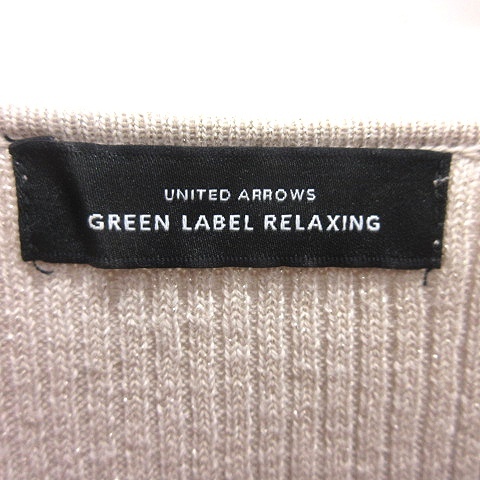 UNITED ARROWS
GREEN LABEL RELAXING